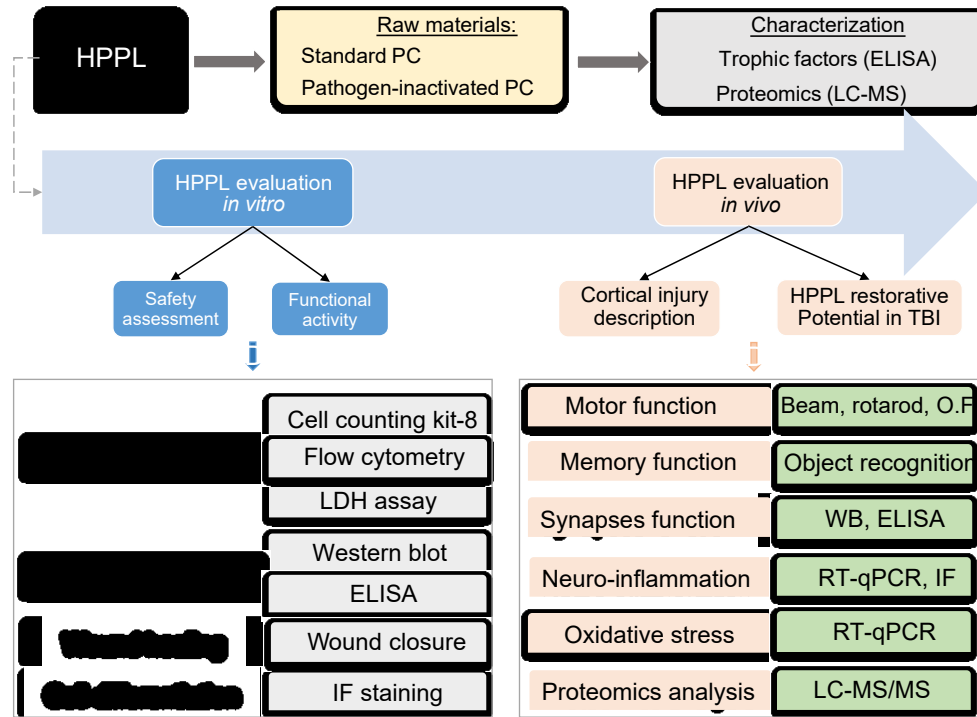 HPPL
Raw materials:
Standard PC
Pathogen-inactivated PC
Characterization
Trophic factors (ELISA)
Proteomics (LC-MS)
HPPL evaluation
in vitro
HPPL evaluation
in vivo
Safety
assessment
Functional
activity
Cortical injury
description
HPPL restorative
Potential in TBI
Cell counting kit-8
Flow cytometry
LDH assay
Western blot
ELISA
Wound closure
IF staining
Motor function
Beam, rotarod, O.F
Memory function
Object recognition
Synapses function
WB, ELISA
Neuro-inflammation
RT-qPCR, IF
Oxidative stress
RT-qPCR
Proteomics analysis
LC-MS/MS